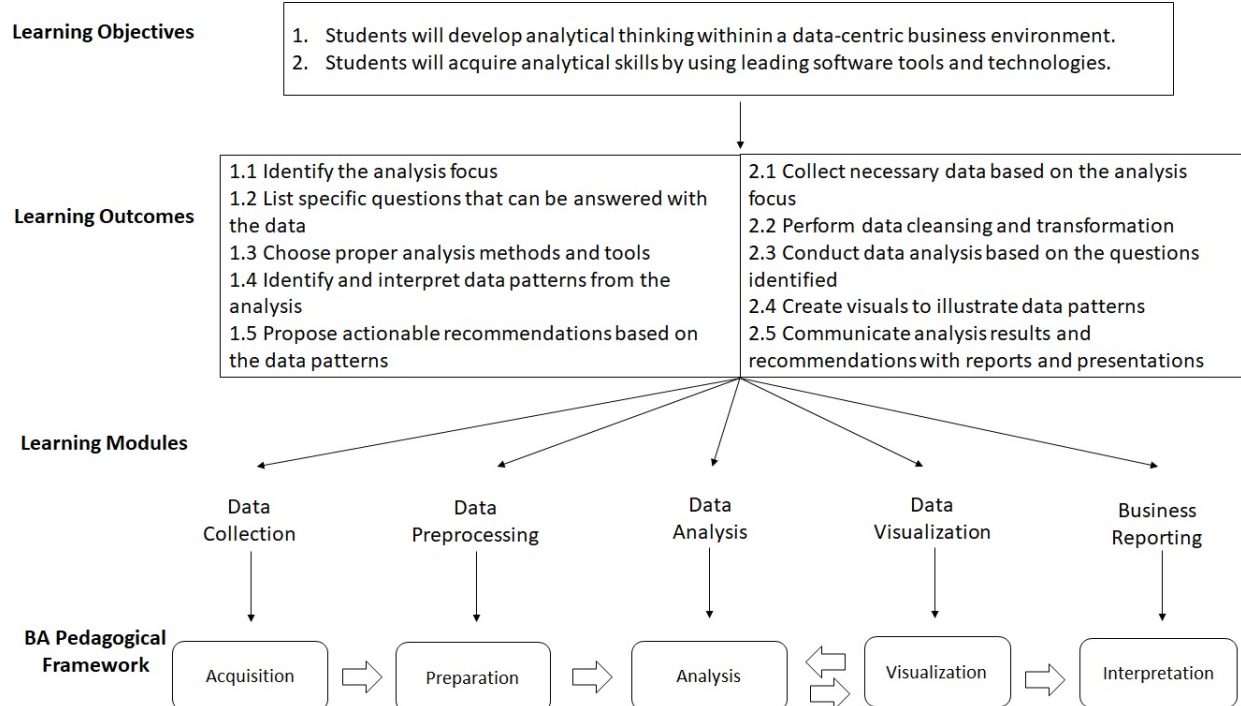 Learning Objectives
1. Students will develop analytical thinking withinin a data-centric business environment.
2. Students will acquire analytical skills by using leading software tools and technologies.
Learning Outcomes
1.1 Identify the analysis focus
1.2 List specific questions that can be answered with
the data
1.3 Choose proper analysis methods and tools
1.4 Identify and interpret data patterns from the
analysis
1.5 Propose actionable recommendations based on
the data patterns
2.1 Collect necessary data based on the analysis
focus
2.2 Perform data cleansing and transformation
2.3 Conduct data analysis based on the questions
identified
2.4 Create visuals to illustrate data patterns
2.5 Communicate analysis results and
recommendations with reports and presentations
Learning Modules
Data
Collection
Data
Preprocessing
Data
Analysis
Data
Visualization
Business
Reporting
BA Pedagogical
Framework
Acquisition
Preparation
Analysis
Visualization
Interpretation